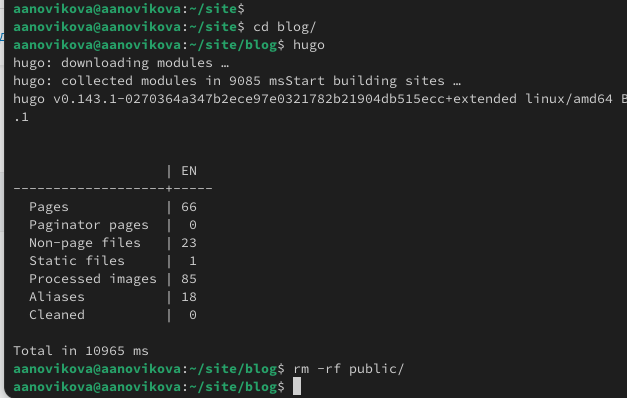 aanovikova@aanovikova:~/site$
aanovikova@aanovikova:~/site$ cd blog/
aanovikova@aanovikova:~/site/blog$ hugo
hugo: downloading modules …
hugo: collected modules in 9085 msStart building sites …
hugo v0.143.1-0270364a347b2ece97e0321782b21904db515ecc+extended linux/amd64 B
.1
| EN
-------------------+-----
Pages | 66
Paginator pages | 0
Non-page files | 23
Static files | 1
Processed images | 85
Aliases | 18
Cleaned | 0
Total in 10965 ms
aanovikova@aanovikova:~/site/blog$ rm -rf public/
aanovikova@aanovikova:~/site/blog$